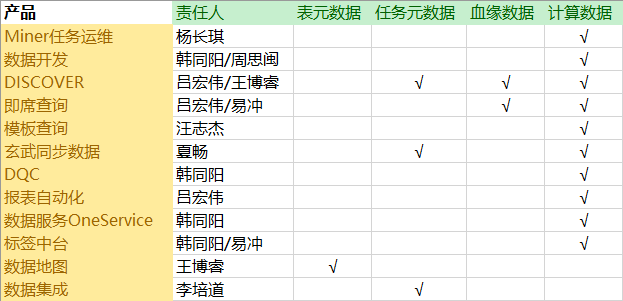 产品 责任人 表元数据 任务元数据 血缘数据 计算数据
Miner任务运维 杨长琪 √
数据开发 韩同阳/周思闽 √
DISCOVER 吕宏伟/王博睿 √ √ √
即席查询 吕宏伟/易冲 √ √
模板查询 汪志杰 √
玄武同步数据 夏畅 √ √
DQC 韩同阳 √
报表自动化 吕宏伟 √
数据服务OneService 韩同阳 √
标签中台 韩同阳/易冲 √
数据地图 王博睿 √
数据集成 李培道 √